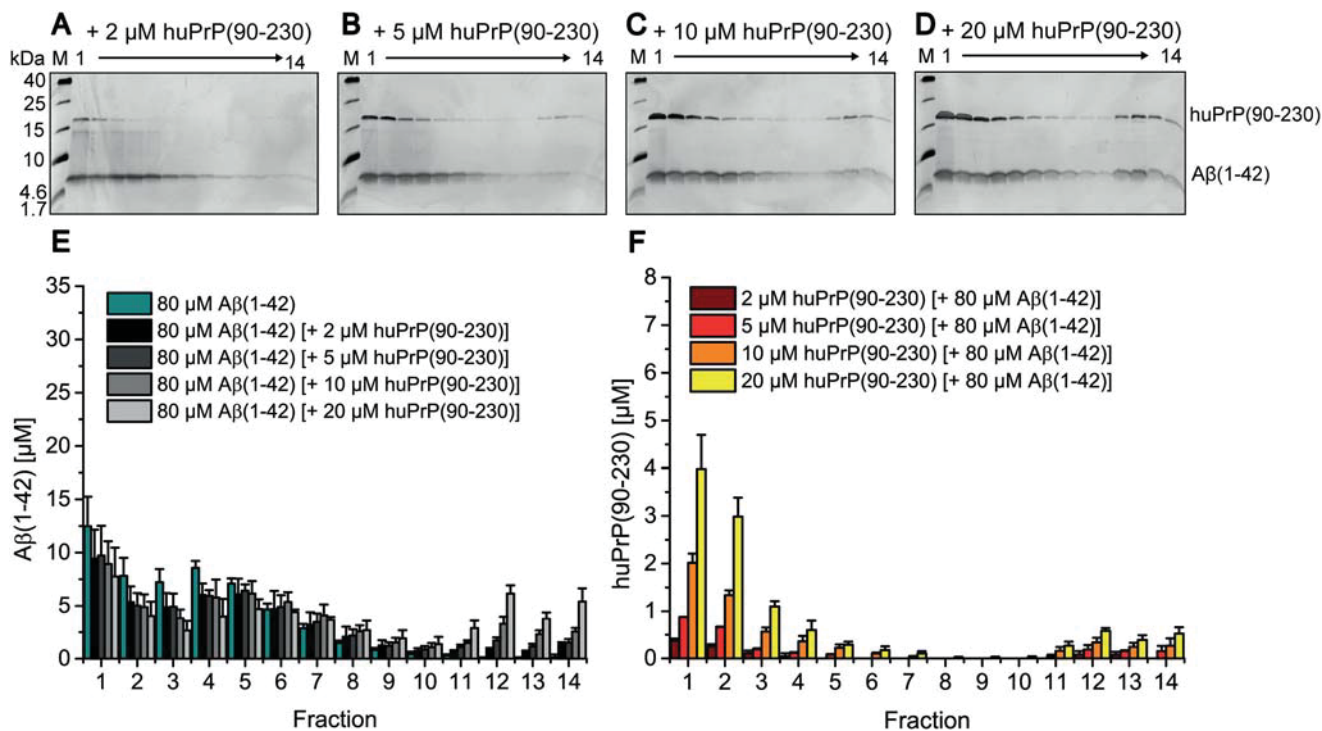 A
+ 2 µM huPrP(90-230)
B
+ 5 µM huPrP(90-230)
C
+ 10 µM huPrP(90-230)
D
+ 20 µM huPrP(90-230)
kDa M 1 14
M 1 14
M 1 14
M 1 14
40
25
15
10
4.6
1.7
huPrP(90-230)
Aβ(1-42)
E
35
30
25
20
15
10
5
0
Aβ(1-42) [µM]
80 µM Aβ(1-42)
80 µM Aβ(1-42) [+ 2 µM huPrP(90-230)]
80 µM Aβ(1-42) [+ 5 µM huPrP(90-230)]
80 µM Aβ(1-42) [+ 10 µM huPrP(90-230)]
80 µM Aβ(1-42) [+ 20 µM huPrP(90-230)]
1 2 3 4 5 6 7 8 9 10 11 12 13 14
Fraction
F
8
7
6
5
4
3
2
1
0
huPrP(90-230) [µM]
2 µM huPrP(90-230) [+ 80 µM Aβ(1-42)]
5 µM huPrP(90-230) [+ 80 µM Aβ(1-42)]
10 µM huPrP(90-230) [+ 80 µM Aβ(1-42)]
20 µM huPrP(90-230) [+ 80 µM Aβ(1-42)]
1 2 3 4 5 6 7 8 9 10 11 12 13 14
Fraction